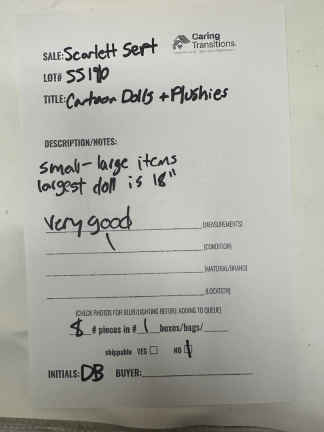 Caring
Transitions.
SALE: Scarlett Sept
LOT# SS190
TITLE: Cartoon Dolls + Plushies
DESCRIPTION/NOTES:
small-large items
largest doll is 18"
very good (MEASUREMENTS)
(CONDITION)
(MATERIAL/BRAND)
(LOCATION)
(CHECK PHOTOS FOR BLUR/LIGHTING BEFORE ADDING TO QUEUE)
8 # pieces in # 1 boxes/bags/
shippable YES NO
INITIALS: DB BUYER: